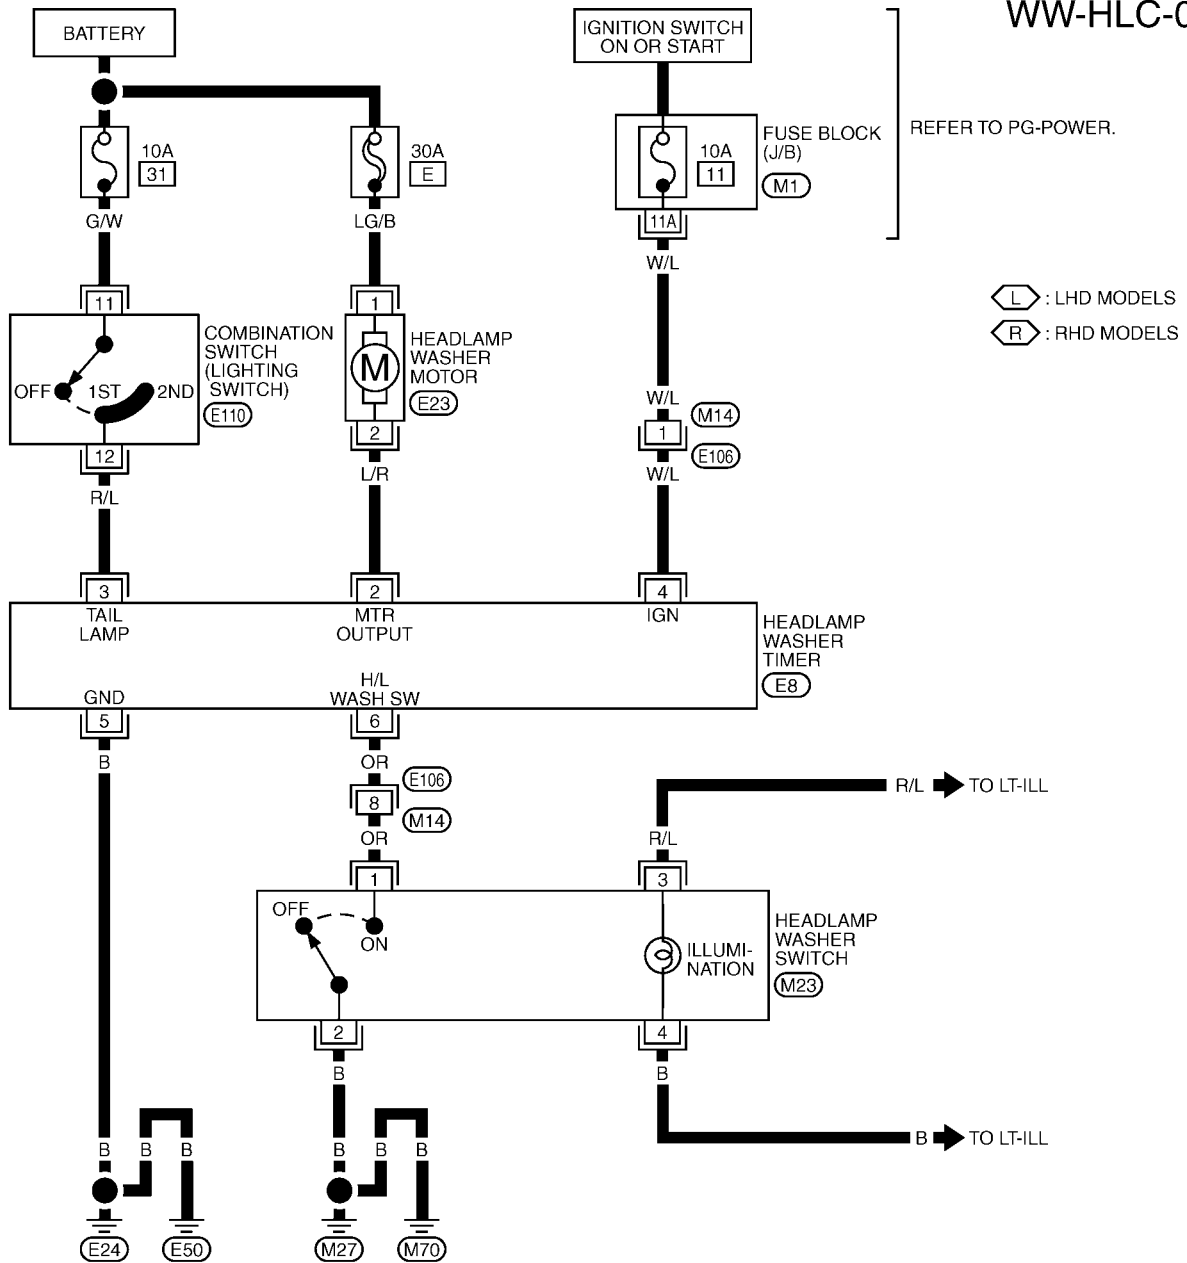 WW-HLC-0
BATTERY
IGNITION SWITCH
ON OR START
REFER TO PG-POWER.
10A
31
30A
E
10A
11
FUSE BLOCK
(J/B)
M1
G/W
LG/B
11A
W/L
L : LHD MODELS
R : RHD MODELS
11
1
COMBINATION
SWITCH
(LIGHTING
SWITCH)
E110
OFF
1ST
2ND
M
HEADLAMP
WASHER
MOTOR
E23
W/L
M14
1
E106
W/L
12
2
R/L
L/R
3
2
4
TAIL
LAMP
MTR
OUTPUT
IGN
HEADLAMP
WASHER
TIMER
E8
GND
H/L
WASH SW
5
6
B
OR
E106
8
M14
OR
R/L
TO LT-ILL
R/L
1
3
OFF
ON
ILLUMI-
NATION
HEADLAMP
WASHER
SWITCH
M23
2
4
B
B
B
TO LT-ILL
B
B
B
B
B
B
E24
E50
M27
M70